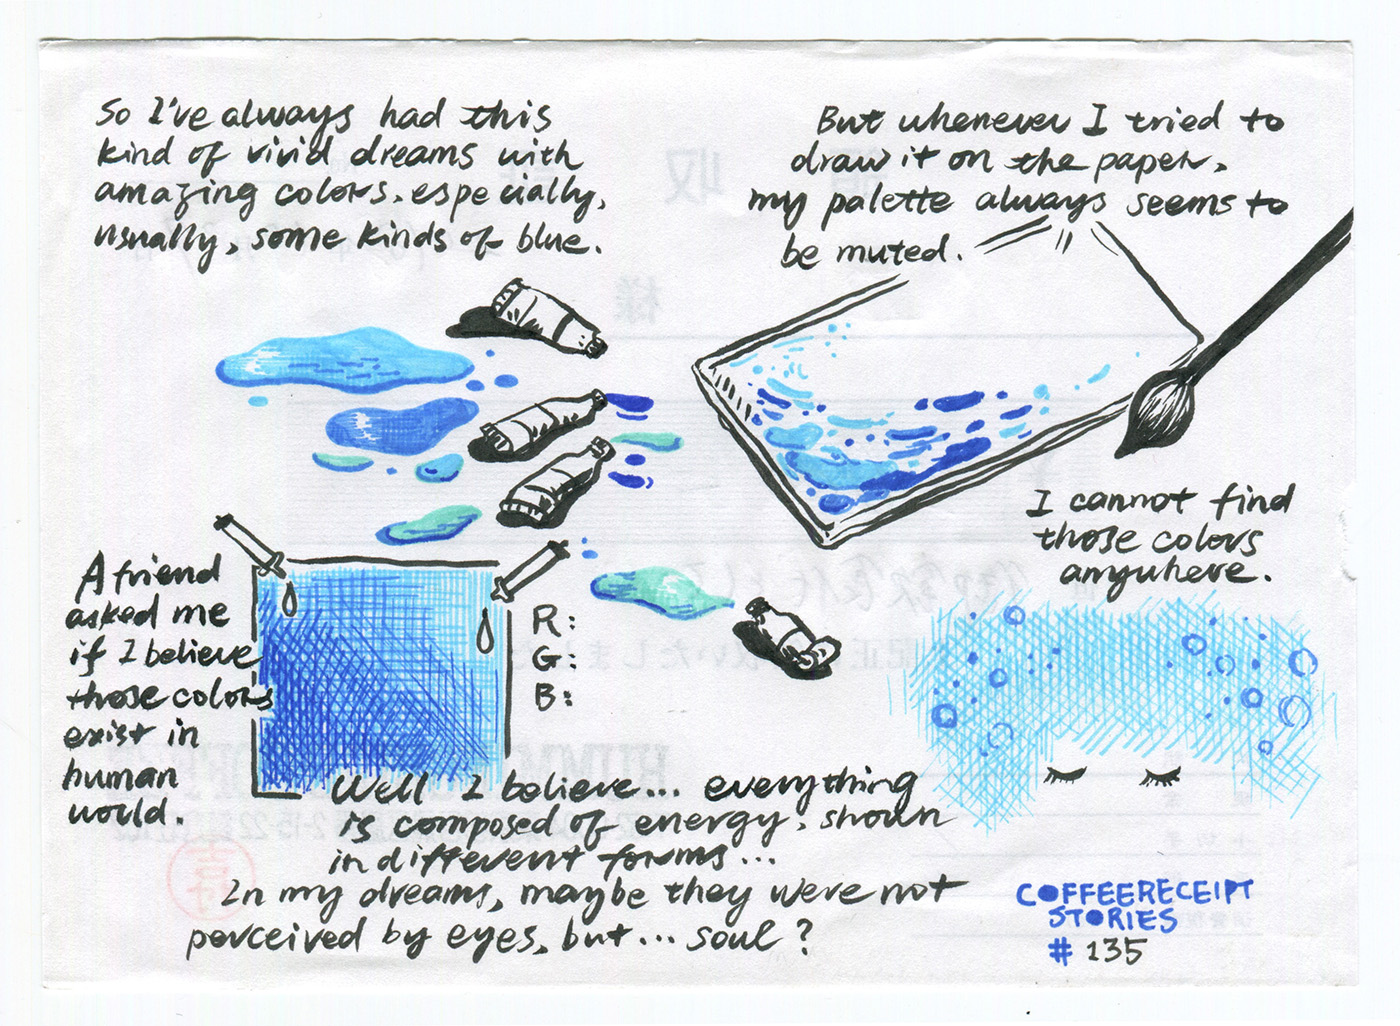 So I've always had this
kind of vivid dreams with
amazing colors, especially,
usually, some kinds of blue.
But whenever I tried to
draw it on the paper,
my palette always seems to
be muted.
I cannot find
those colors
anywhere.
A friend
asked me
if I believe
those colors
exist in
human
world.
R:
G:
B:
Well I believe... everything
is composed of energy, shown
in different forms...
In my dreams, maybe they were not
perceived by eyes, but... soul?
COFFEERECEIPT
STORIES
# 135